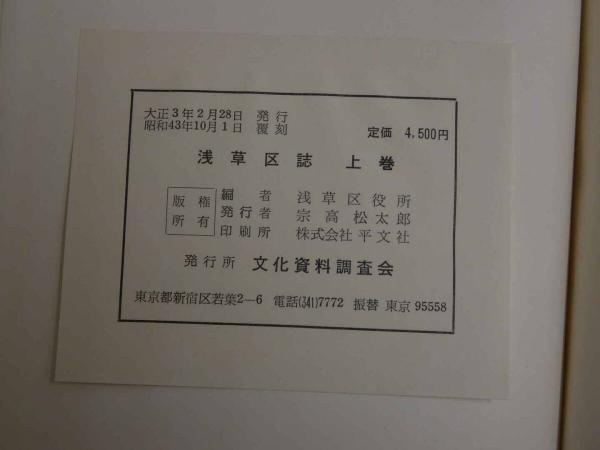 大正3年2月28日 発行
昭和43年10月1日 覆刻
定価 4,500円
浅草区誌 上巻
版権所有
編者 浅草区役所
発行者 宗高松太郎
印刷所 株式会社平文社
発行所 文化資料調査会
東京都新宿区若葉2—6 電話(341)7772 振替 東京 95558